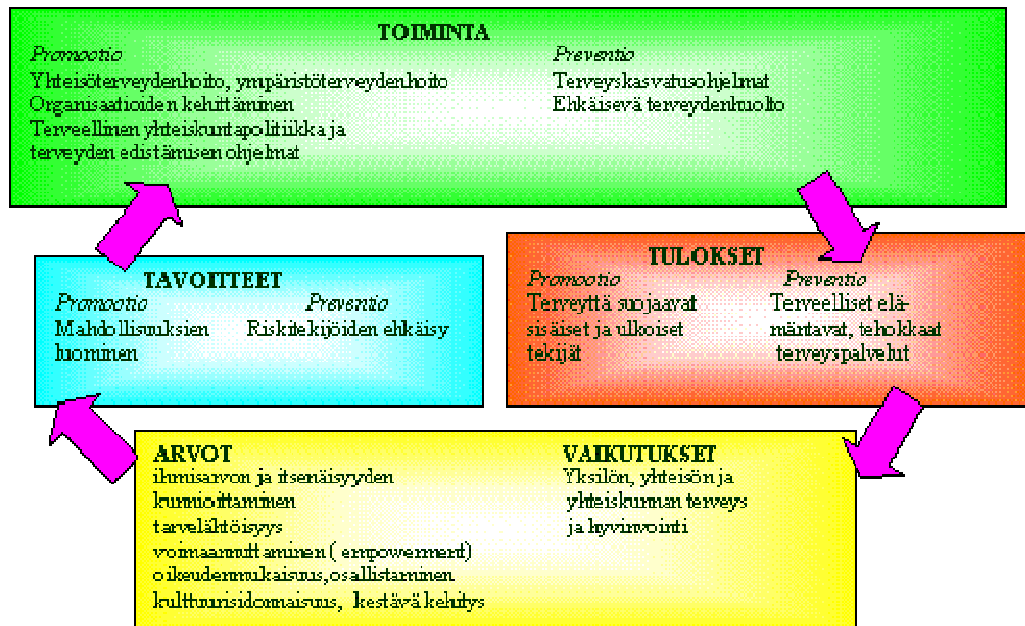 TOIMINTA
Promootio
Yhteisöterveydenhoito, ympäristöterveydenhoito
Organisaatioiden kehittäminen
Terveellinen yhteiskuntapolitiikka ja
terveyden edistämisen ohjelmat
Preventio
Terveyskasvatusohjelmat
Ehkäisevä terveydenhuolto
TAVOITTEET
Promootio
Mahdollisuuksien
luominen
Preventio
Riskitekijöiden ehkäisy
TULOKSET
Promootio
Terveyttä suojaavat
sisäiset ja ulkoiset
tekijät
Preventio
Terveelliset elä-
mäntavat, tehokkaat
terveyspalvelut
ARVOT
ihmisarvon ja itsenäisyyden
kunnioittaminen
tarvelähtöisyys
voimaannuttaminen ( empowerment)
oikeudenmukaisuus,osallistaminen
kulttuurisidonnaisuus, kestävä kehitys
VAIKUTUKSET
Yksilön, yhteisön ja
yhteiskunnan terveys
ja hyvinvointi